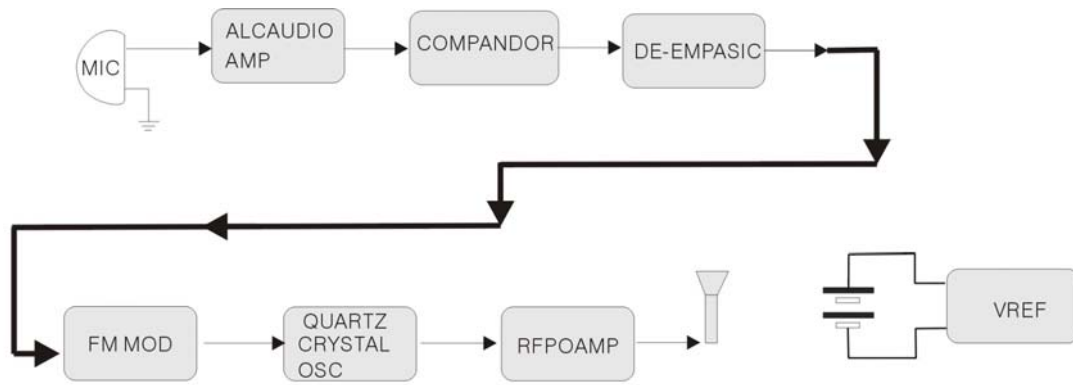 MIC
ALCAUDIO
AMP
COMPANDOR
DE-EMPASIC
FM MOD
QUARTZ
CRYSTAL
OSC
RFPOAMP
VREF